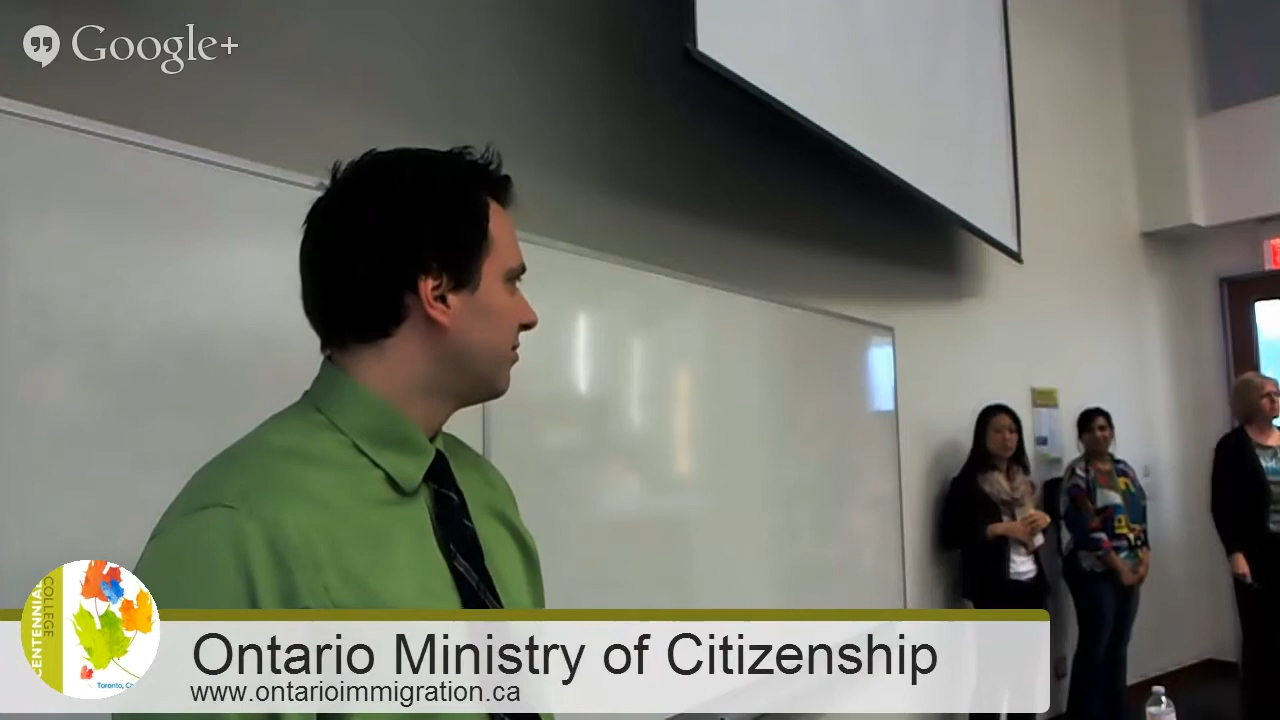 Google+
Ontario Ministry of Citizenship
www.ontarioimmigration.ca
CENTENNIAL
COLLEGE
Toronto,